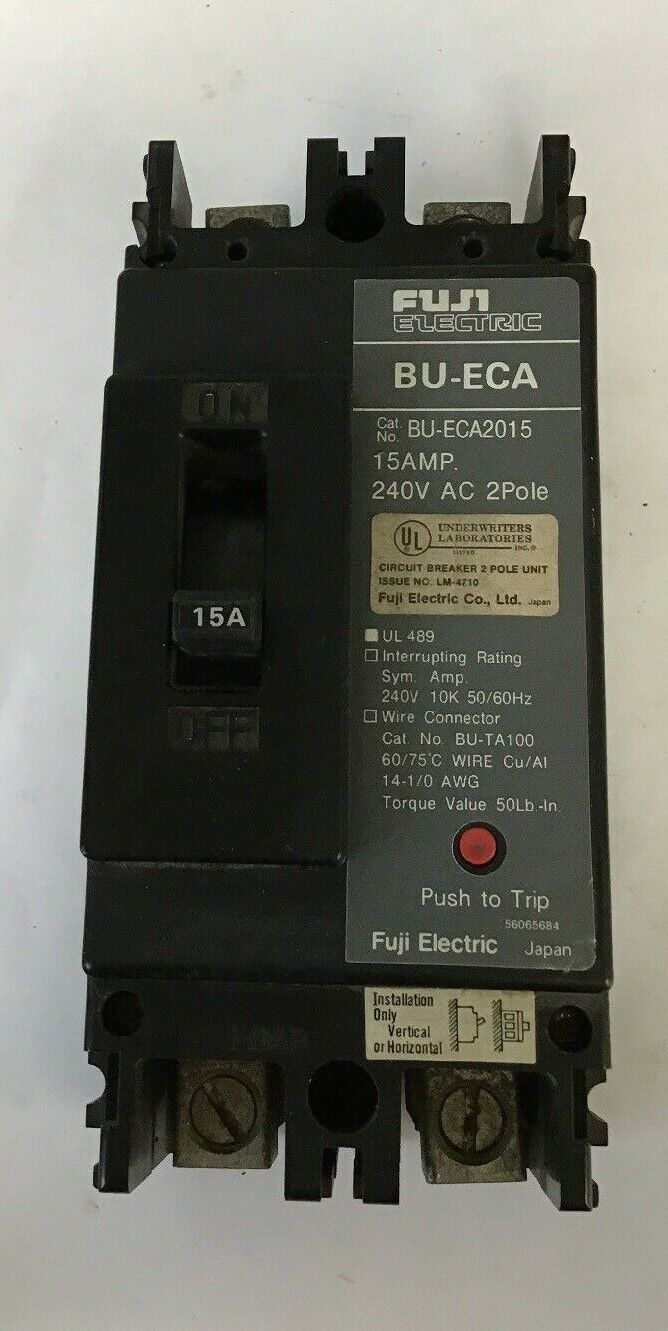 FUJI
ELECTRIC
BU-ECA
Cat. No. BU-ECA2015
15AMP.
240V AC 2Pole
UL
UNDERWRITERS
LABORATORIES
INC.®
LISTED
CIRCUIT BREAKER 2 POLE UNIT
ISSUE NO. LM-4710
Fuji Electric Co., Ltd. Japan
UL 489
Interrupting Rating
Sym. Amp.
240V 10K 50/60Hz
Wire Connector
Cat. No. BU-TA100
60/75°C WIRE Cu/Al
14-1/0 AWG
Torque Value 50Lb.-In.
Push to Trip
56065684
Fuji Electric Japan
ON
15A
OFF
Installation
Only
Vertical
or Horizontal